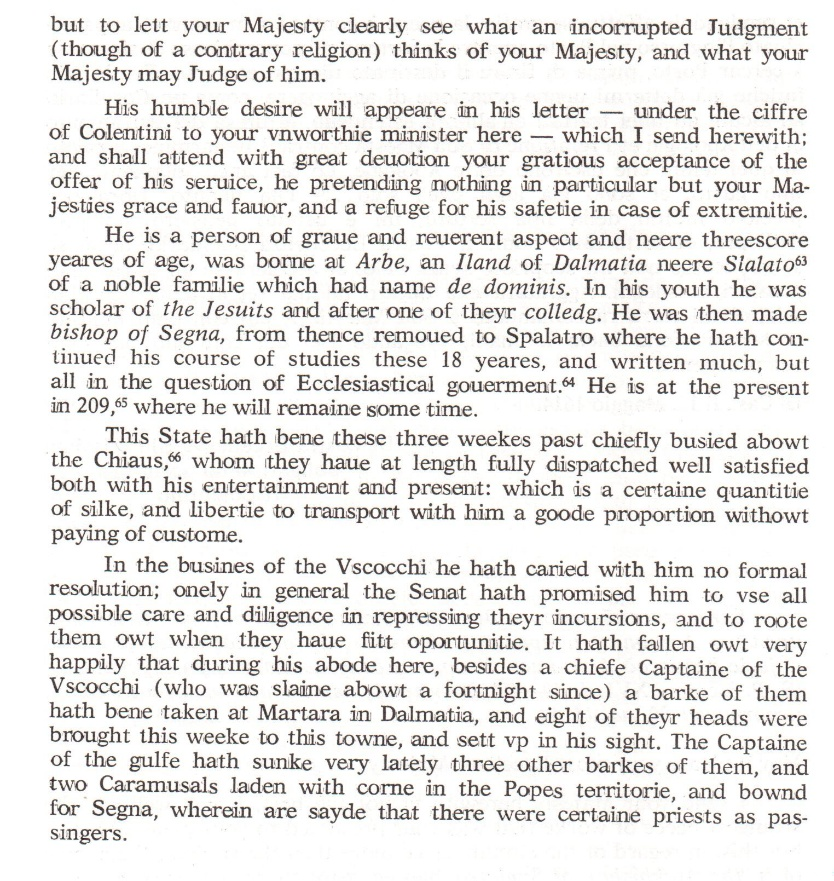 but to lett your Majesty clearly see what an incorrupted Judgment
(though of a contrary religion) thinks of your Majesty, and what your
Majesty may Judge of him.
His humble desire will appeare in his letter — under the ciffre
of Colentini to your vnworthie minister here — which I send herewith;
and shall attend with great deuotion your gratious acceptance of the
offer of his seruice, he pretending nothing in particular but your Ma-
jesties grace and fauor, and a refuge for his safetie in case of extremitie.
He is a person of graue and reuerent aspect and neere threescore
yeares of age, was borne at Arbe, an Iland of Dalmatia neere Slalato⁶³
of a noble familie which had name de dominis. In his youth he was
scholar of the Jesuits and after one of theyr colledg. He was then made
bishop of Segna, from thence remoued to Spalatro where he hath con-
tinued his course of studies these 18 yeares, and written much, but
all in the question of Ecclesiastical gouerment.⁶⁴ He is at the present
in 209,⁶⁵ where he will remaine some time.
This State hath bene these three weekes past chiefly busied abowt
the Chiaus,⁶⁶ whom they haue at length fully dispatched well satisfied
both with his entertainment and present: which is a certaine quantitie
of silke, and libertie to transport with him a goode proportion withowt
paying of custome.
In the busines of the Vscocchi he hath caried with him no formal
resolution; onely in general the Senat hath promised him to vse all
possible care and diligence in repressing theyr incursions, and to roote
them owt when they haue fitt oportunitie. It hath fallen owt very
happily that during his abode here, besides a chiefe Captaine of the
Vscocchi (who was slaine abowt a fortnight since) a barke of them
hath bene taken at Martara in Dalmatia, and eight of theyr heads were
brought this weeke to this towne, and sett vp in his sight. The Captaine
of the gulfe hath sunke very lately three other barkes of them, and
two Caramusals laden with corne in the Popes territorie, and bownd
for Segna, wherein are sayde that there were certaine priests as pas-
singers.